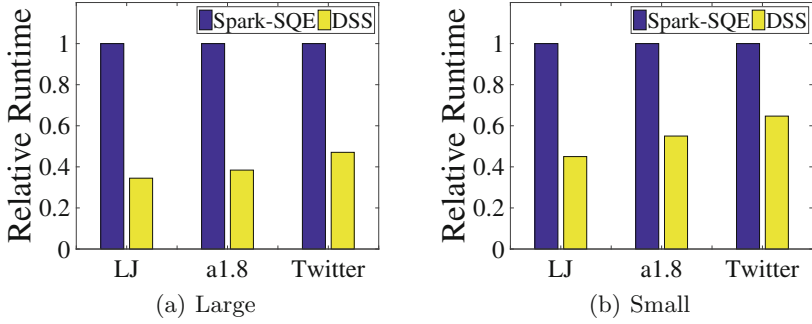 Spark-SQE DSS
Relative Runtime
1
0.8
0.6
0.4
0.2
0
LJ a1.8 Twitter
(a) Large
Spark-SQE DSS
Relative Runtime
1
0.8
0.6
0.4
0.2
0
LJ a1.8 Twitter
(b) Small